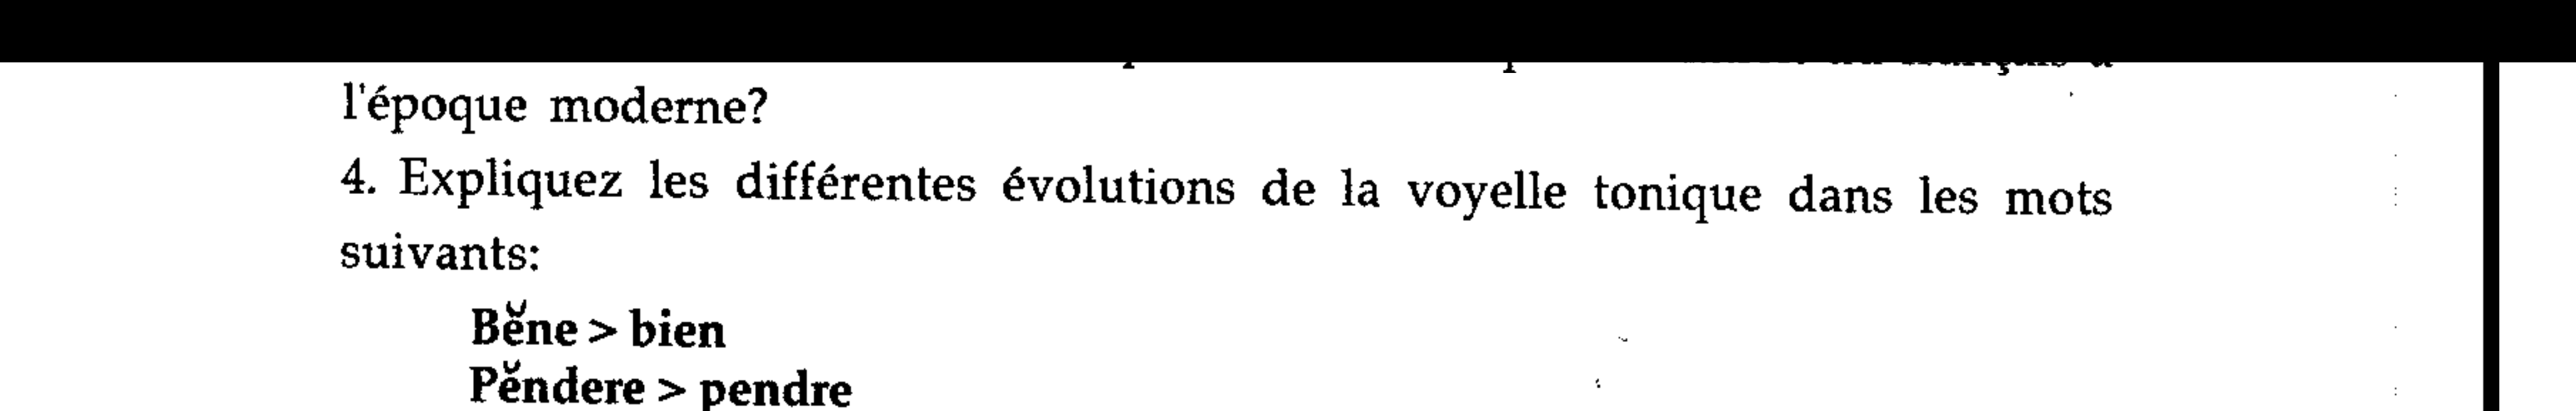 l'époque moderne?
4. Expliquez les différentes évolutions de la voyelle tonique dans les mots
suivants:
Bĕne > bien
Pĕndere > pendre